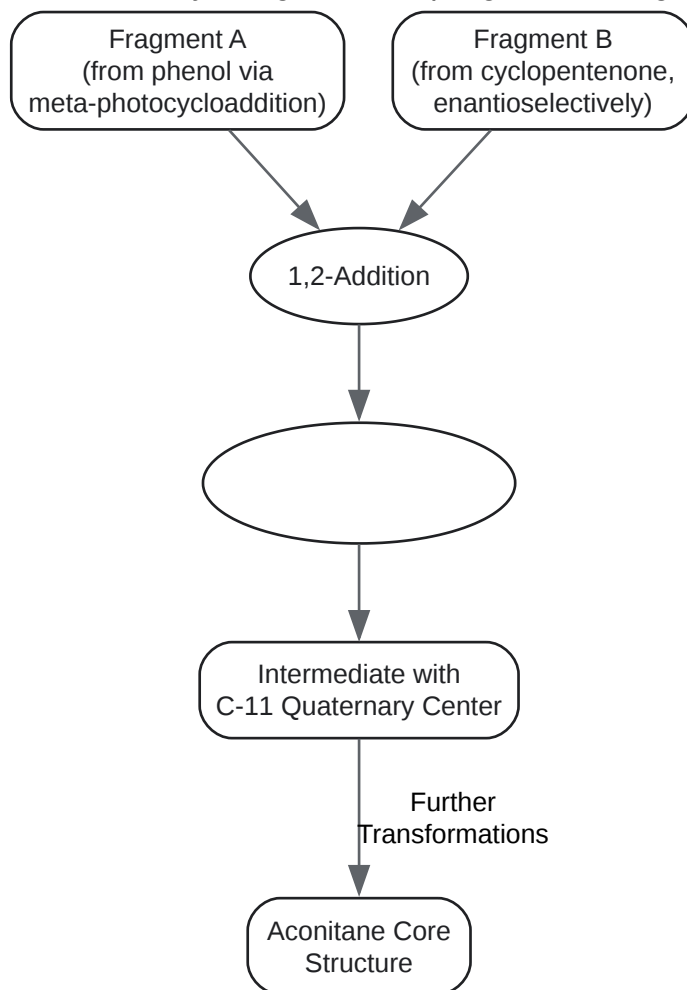 Fragment A
(from phenol via
meta-photocycloaddition)
Fragment B
(from cyclopentenone,
enantioselectively)
1,2-Addition
Intermediate with
C-11 Quaternary Center
Further
Transformations
Aconitane Core
Structure